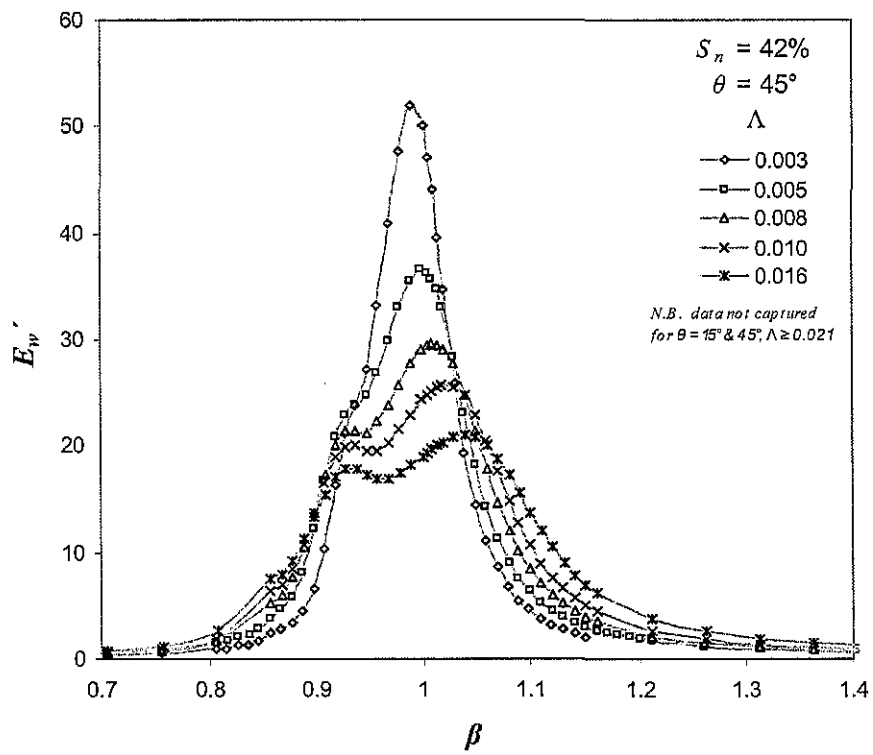 60
50
40
30
20
10
0
E_w′
S_n = 42%
θ = 45°
Λ
0.003
0.005
0.008
0.010
0.016
N.B. data not captured
for θ = 15° & 45°, Λ ≥ 0.021
0.7 0.8 0.9 1 1.1 1.2 1.3 1.4
β